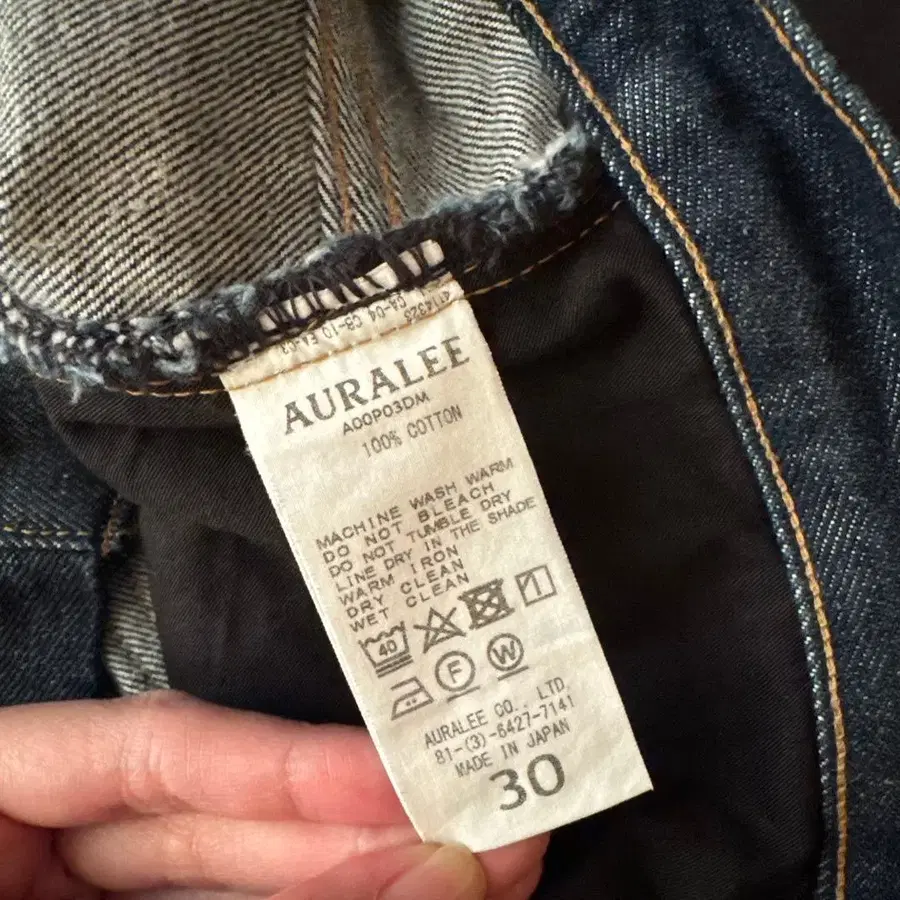 AURALEE
A00P03DM
100% COTTON
MACHINE WASH WARM
DO NOT BLEACH
DO NOT TUMBLE DRY
LINE DRY IN THE SHADE
WARM IRON
DRY CLEAN
WET CLEAN
40
F W
AURALEE CO., LTD.
81-(3)-6427-7141
MADE IN JAPAN
30